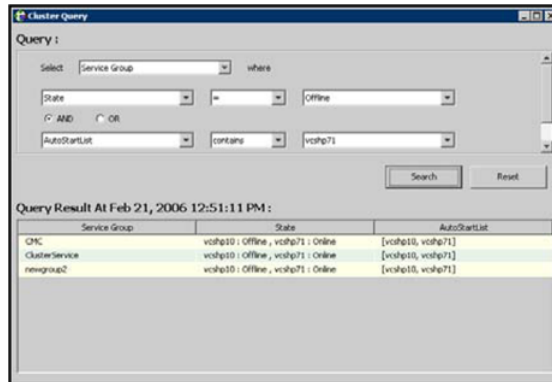 Cluster Query
Query :
Select Service Group where
State = Offline
AND OR
AutoStartList contains vcshp71
Search Reset
Query Result At Feb 21, 2006 12:51:11 PM :
Service Group State AutoStartList
CMC vcshp10 : Offline , vcshp71 : Online [vcshp10, vcshp71]
ClusterService vcshp10 : Offline , vcshp71 : Online [vcshp10, vcshp71]
newgroup2 vcshp10 : Offline , vcshp71 : Online [vcshp10, vcshp71]